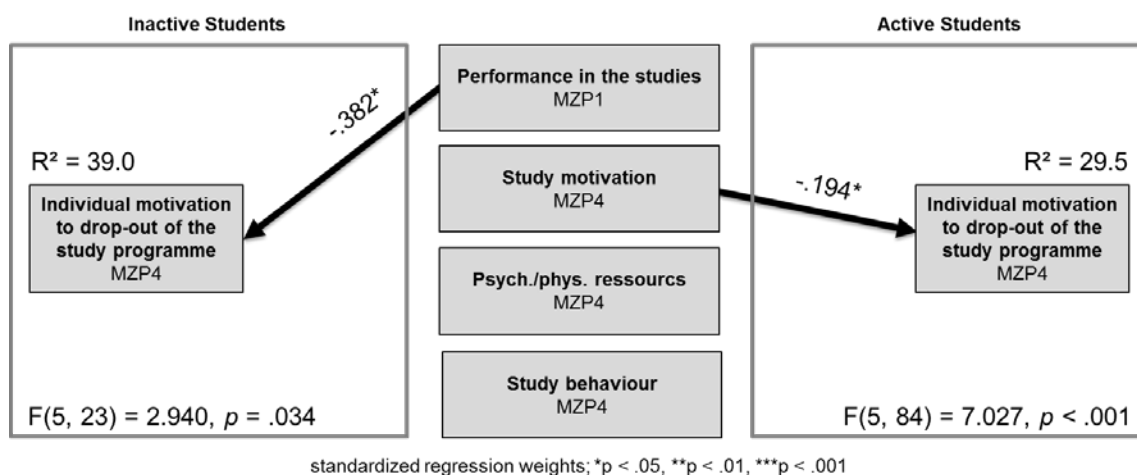 Inactive Students
Active Students
Performance in the studies
MZP1
-.382*
R² = 39.0
Individual motivation
to drop-out of the
study programme
MZP4
Study motivation
MZP4
-.194*
R² = 29.5
Individual motivation
to drop-out of the
study programme
MZP4
Psych./phys. ressourcs
MZP4
Study behaviour
MZP4
F(5, 23) = 2.940, p = .034
F(5, 84) = 7.027, p < .001
standardized regression weights; *p < .05, **p < .01, ***p < .001